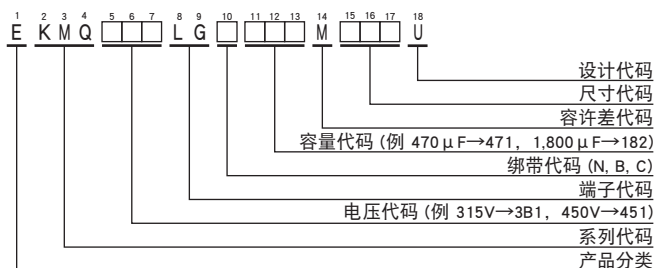 1 2 3 4 5 6 7 8 9 10 11 12 13 14 15 16 17 18
E K M Q □□□ L G □ □□□ M □□□ U
设计代码
尺寸代码
容许差代码
容量代码 (例 470μF→471, 1,800μF→182)
绑带代码 (N, B, C)
端子代码
电压代码 (例 315V→3B1, 450V→451)
系列代码
产品分类